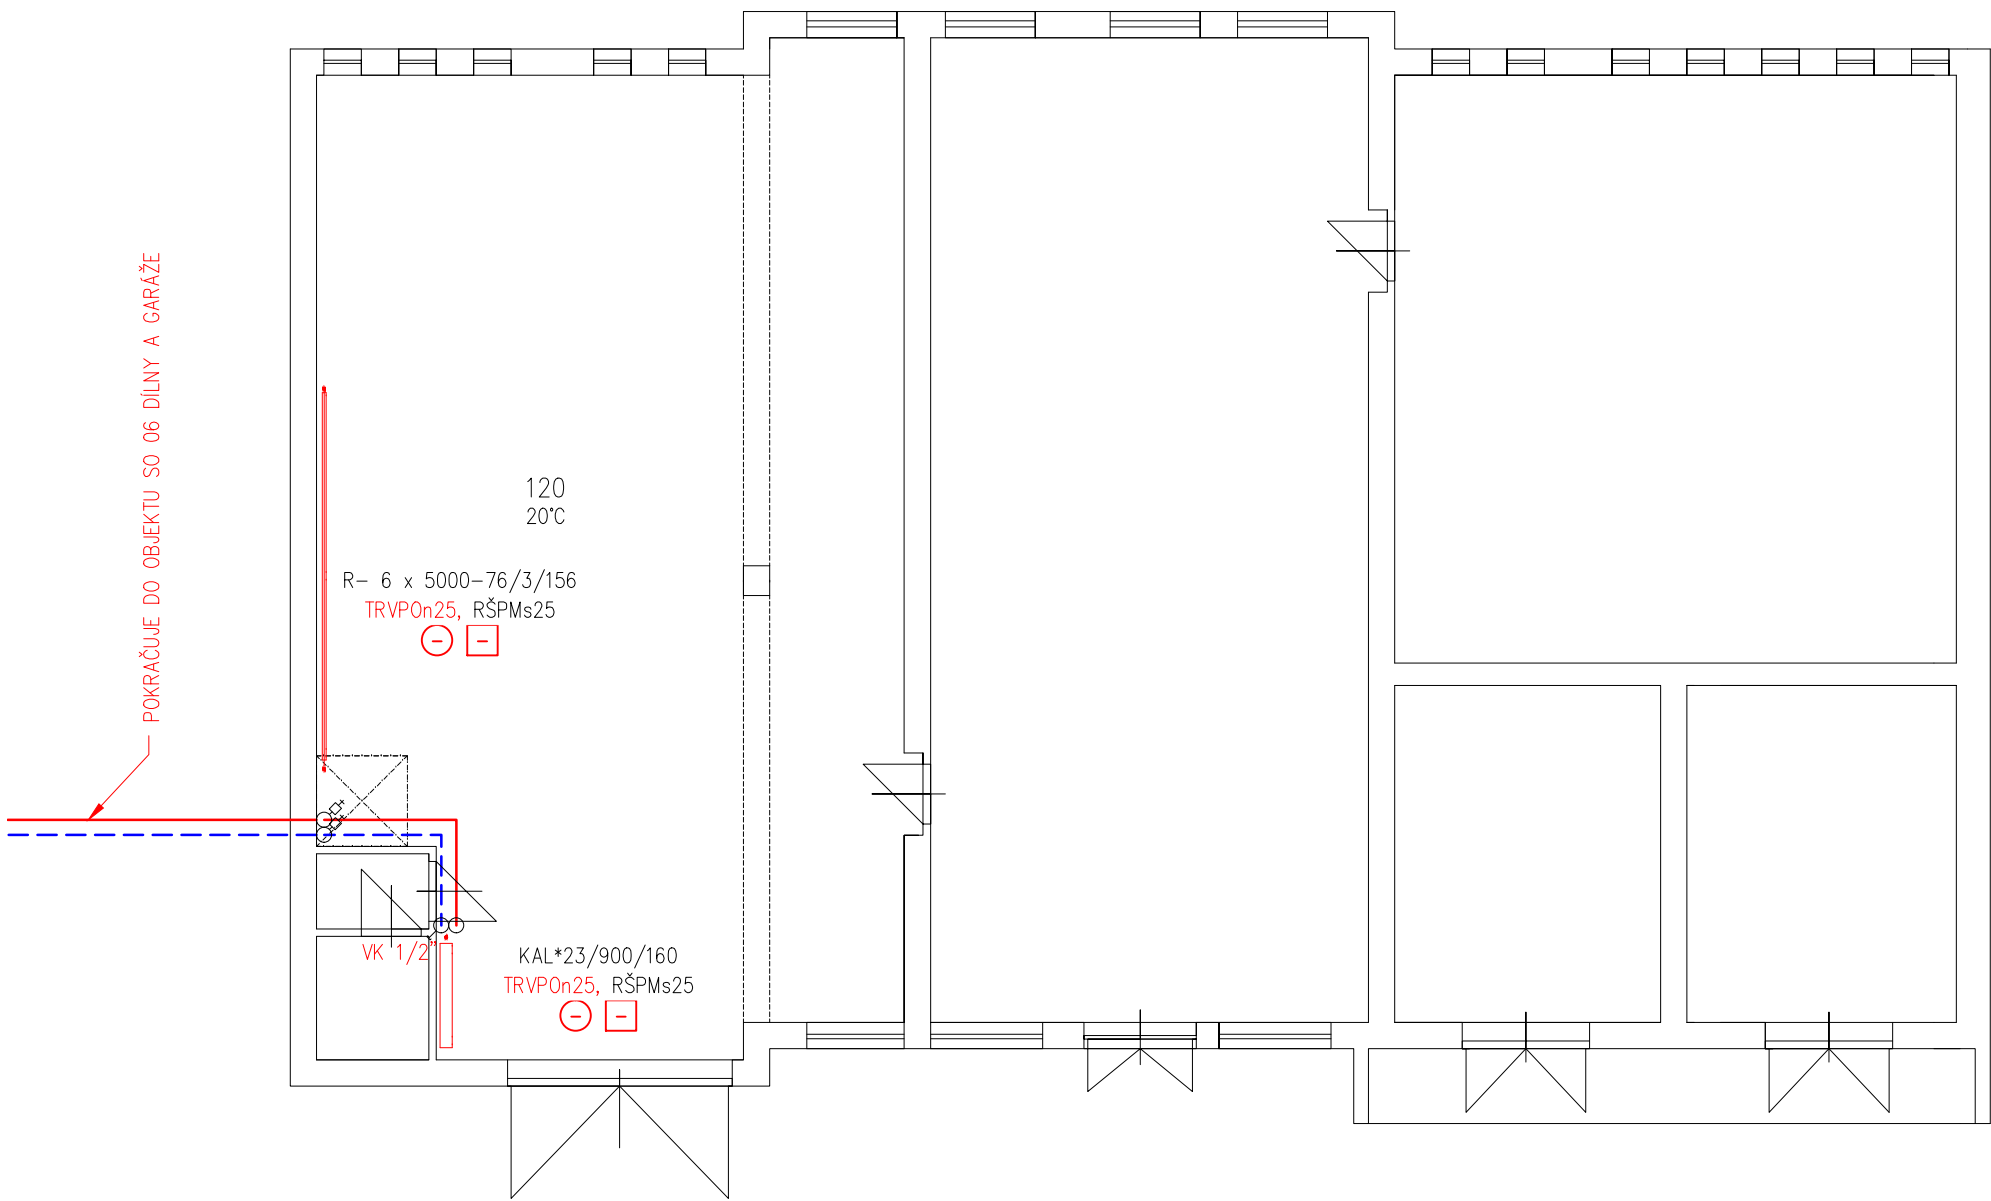 POKRAČUJE DO OBJEKTU SO 06 DÍLNY A GARÁŽE
120
20°C
R- 6 x 5000-76/3/156
TRVPOn25, RŠPMs25
- -
VK 1/2"
KAL*23/900/160
TRVPOn25, RŠPMs25
- -